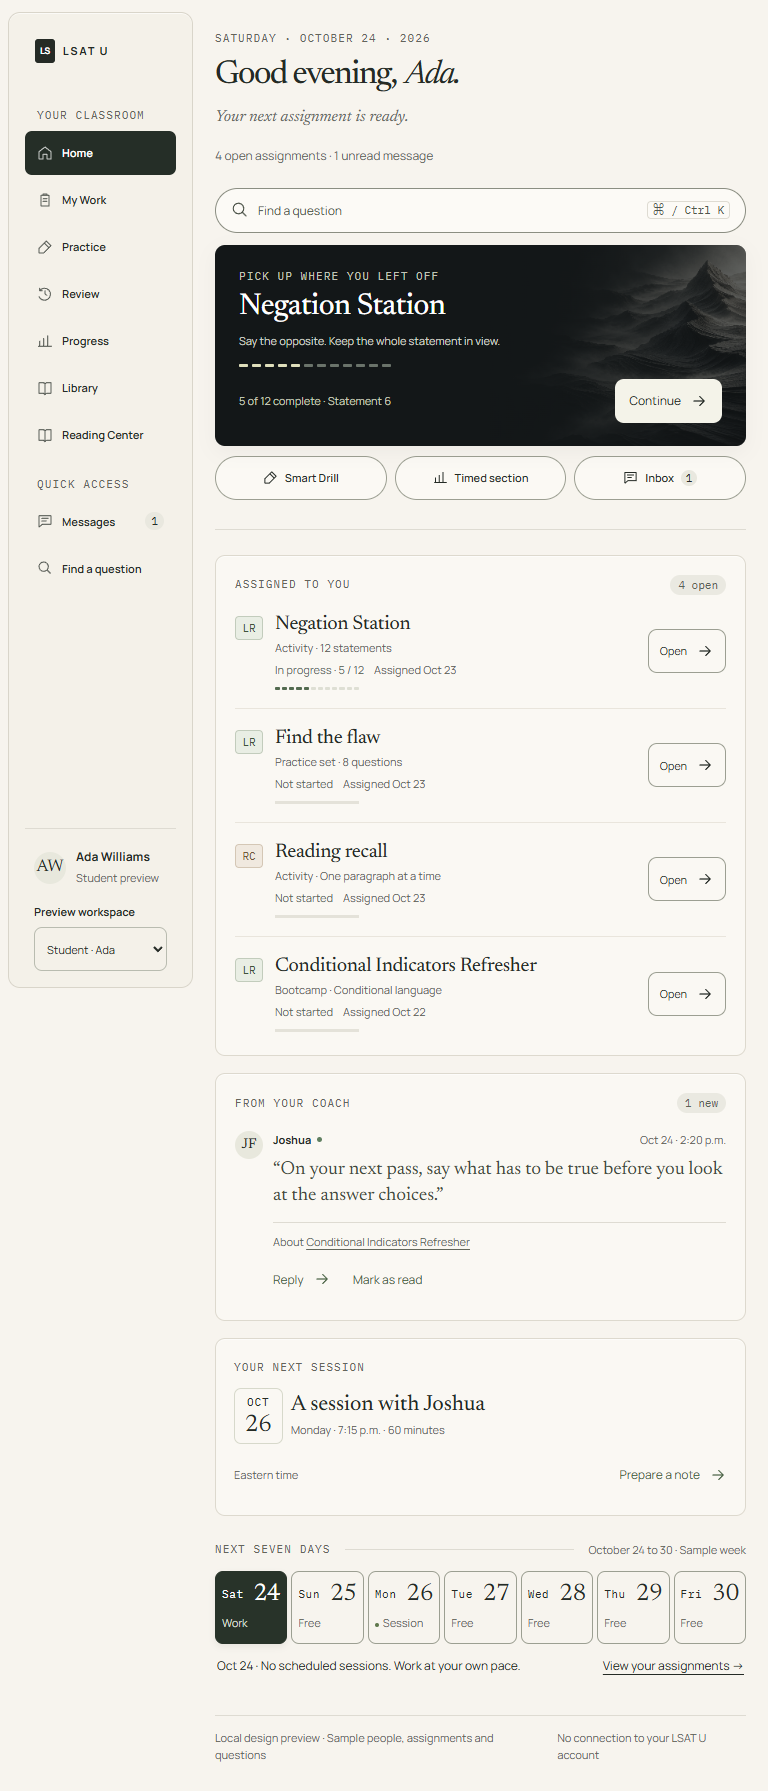 LS LSAT U
YOUR CLASSROOM
Home
My Work
Practice
Review
Progress
Library
Reading Center
QUICK ACCESS
Messages 1
Find a question
AW
Ada Williams
Student preview
Preview workspace
Student · Ada
SATURDAY · OCTOBER 24 · 2026
Good evening, Ada.
Your next assignment is ready.
4 open assignments · 1 unread message
Find a question ⌘ / Ctrl K
PICK UP WHERE YOU LEFT OFF
Negation Station
Say the opposite. Keep the whole statement in view.
5 of 12 complete · Statement 6
Continue →
Smart Drill
Timed section
Inbox 1
ASSIGNED TO YOU 4 open
LR Negation Station
Activity · 12 statements
In progress · 5 / 12 Assigned Oct 23
Open →
LR Find the flaw
Practice set · 8 questions
Not started Assigned Oct 23
Open →
RC Reading recall
Activity · One paragraph at a time
Not started Assigned Oct 23
Open →
LR Conditional Indicators Refresher
Bootcamp · Conditional language
Not started Assigned Oct 22
Open →
FROM YOUR COACH 1 new
JF Joshua • Oct 24 · 2:20 p.m.
“On your next pass, say what has to be true before you look
at the answer choices.”
About Conditional Indicators Refresher
Reply → Mark as read
YOUR NEXT SESSION
OCT
26
A session with Joshua
Monday · 7:15 p.m. · 60 minutes
Eastern time Prepare a note →
NEXT SEVEN DAYS October 24 to 30 · Sample week
Sat 24
Work
Sun 25
Free
Mon 26
• Session
Tue 27
Free
Wed 28
Free
Thu 29
Free
Fri 30
Free
Oct 24 · No scheduled sessions. Work at your own pace. View your assignments →
Local design preview · Sample people, assignments and
questions
No connection to your LSAT U
account